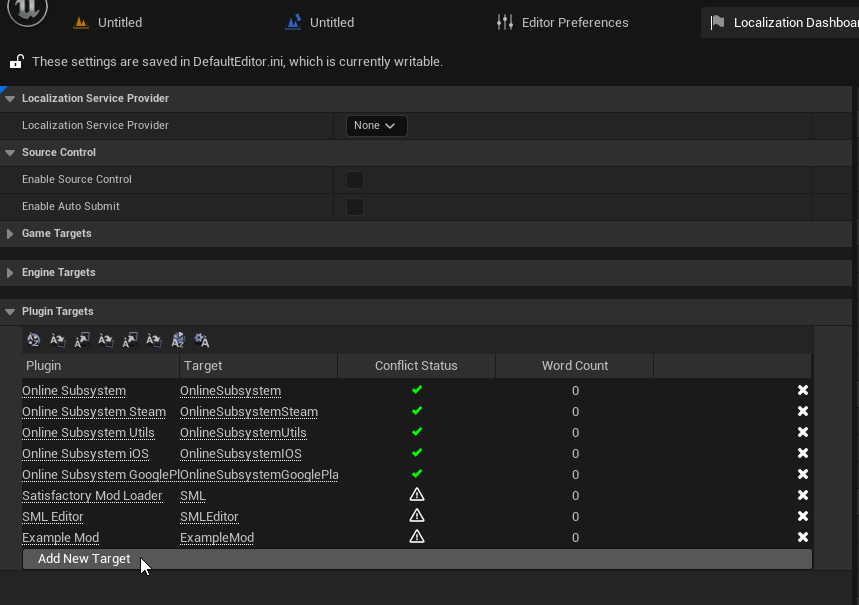 Untitled
Untitled
Editor Preferences
Localization Dashboar
These settings are saved in DefaultEditor.ini, which is currently writable.
Localization Service Provider
Localization Service Provider
None
Source Control
Enable Source Control
Enable Auto Submit
Game Targets
Engine Targets
Plugin Targets
Plugin Target Conflict Status Word Count
Online Subsystem OnlineSubsystem 0
Online Subsystem Steam OnlineSubsystemSteam 0
Online Subsystem Utils OnlineSubsystemUtils 0
Online Subsystem iOS OnlineSubsystemIOS 0
Online Subsystem GooglePl OnlineSubsystemGooglePla 0
Satisfactory Mod Loader SML 0
SML Editor SMLEditor 0
Example Mod ExampleMod 0
Add New Target